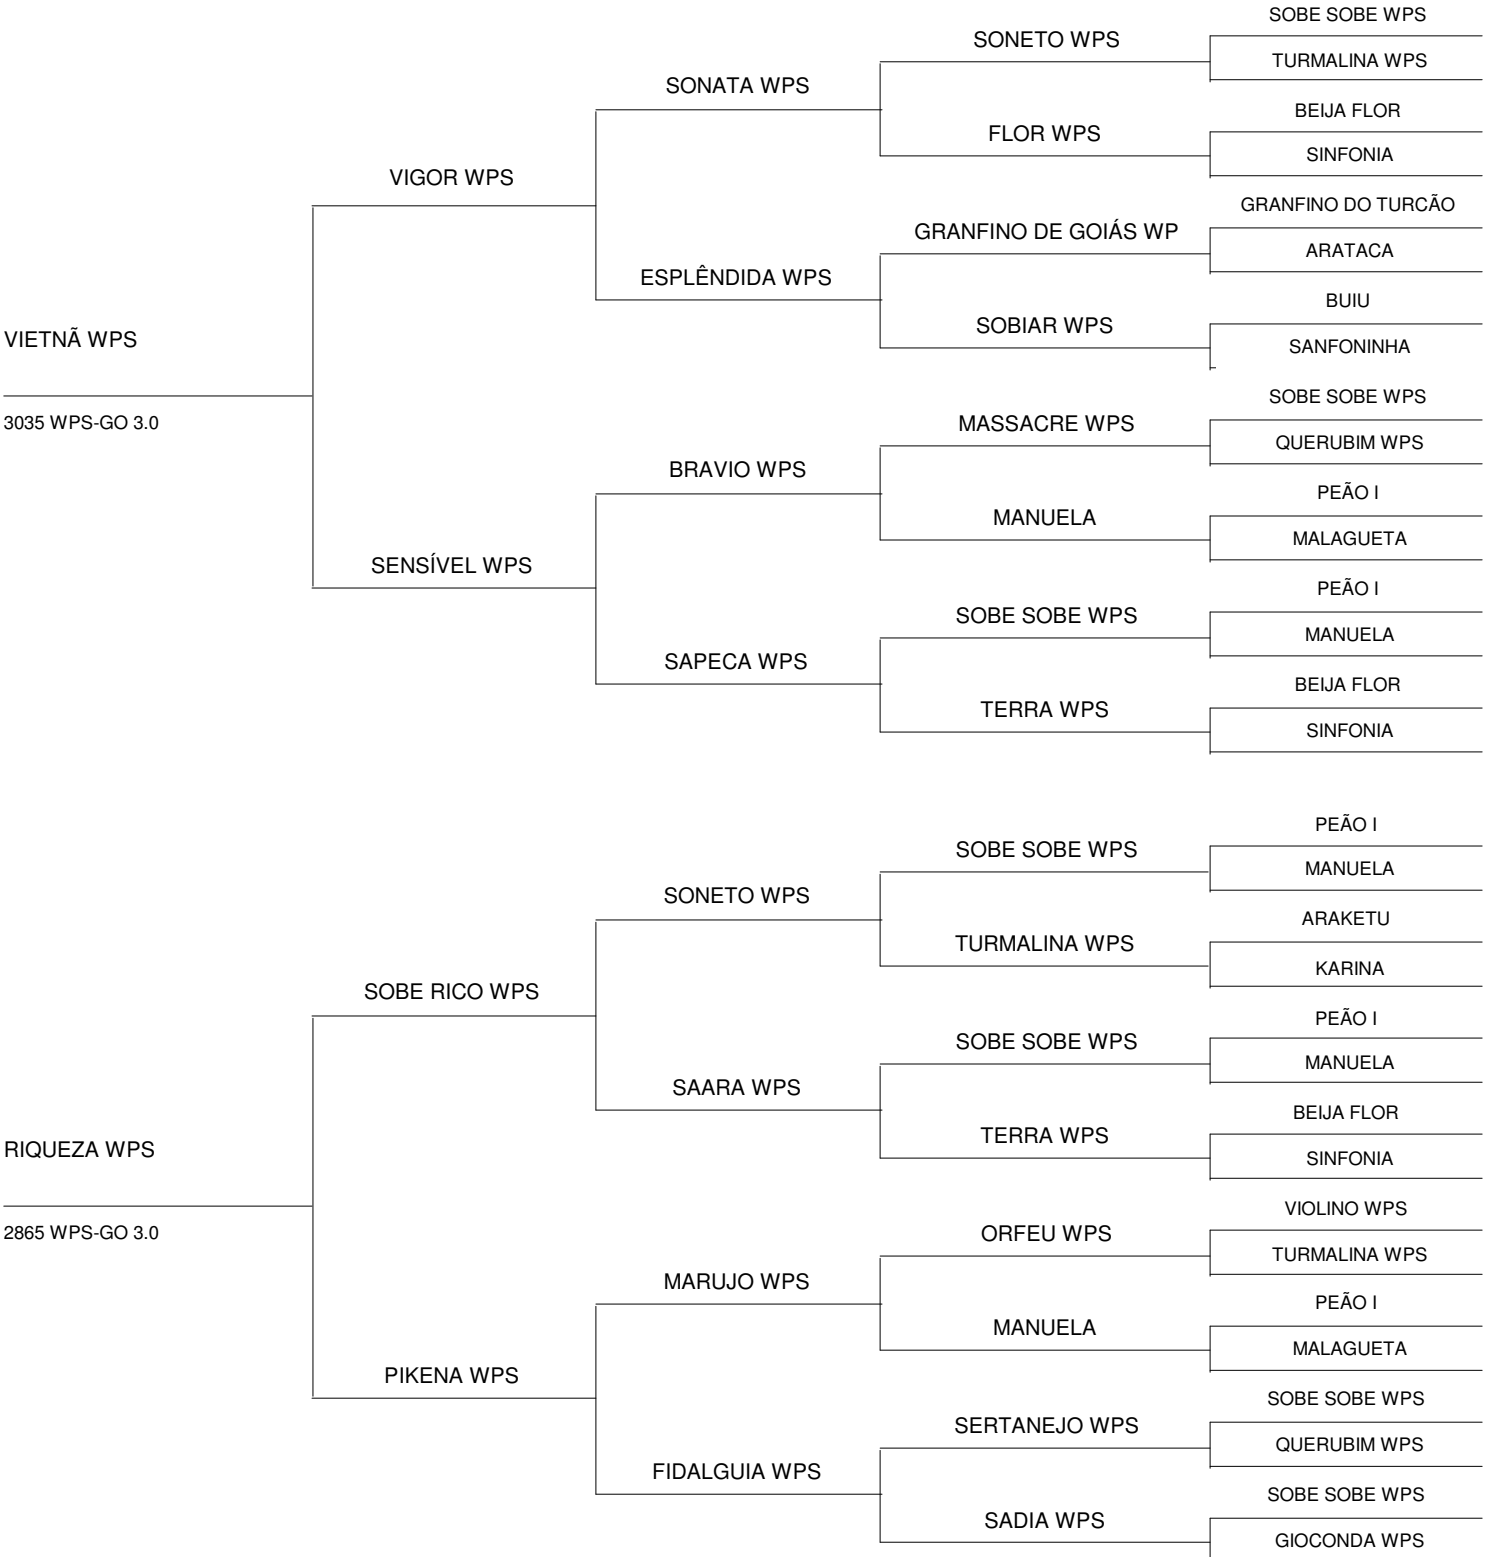 SOBE SOBE WPS
SONETO WPS
TURMALINA WPS
SONATA WPS
BEIJA FLOR
FLOR WPS
SINFONIA
VIGOR WPS
GRANFINO DO TURCÃO
GRANFINO DE GOIÁS WP
ARATACA
ESPLÊNDIDA WPS
BUIU
SOBIAR WPS
SANFONINHA
VIETNÃ WPS
3035 WPS-GO 3.0
SOBE SOBE WPS
MASSACRE WPS
QUERUBIM WPS
BRAVIO WPS
PEÃO I
MANUELA
MALAGUETA
SENSÍVEL WPS
PEÃO I
SOBE SOBE WPS
MANUELA
SAPECA WPS
BEIJA FLOR
TERRA WPS
SINFONIA
PEÃO I
SOBE SOBE WPS
MANUELA
SONETO WPS
ARAKETU
TURMALINA WPS
KARINA
SOBE RICO WPS
PEÃO I
SOBE SOBE WPS
MANUELA
SAARA WPS
BEIJA FLOR
TERRA WPS
SINFONIA
RIQUEZA WPS
2865 WPS-GO 3.0
VIOLINO WPS
ORFEU WPS
TURMALINA WPS
MARUJO WPS
PEÃO I
MANUELA
MALAGUETA
PIKENA WPS
SOBE SOBE WPS
SERTANEJO WPS
QUERUBIM WPS
FIDALGUIA WPS
SOBE SOBE WPS
SADIA WPS
GIOCONDA WPS